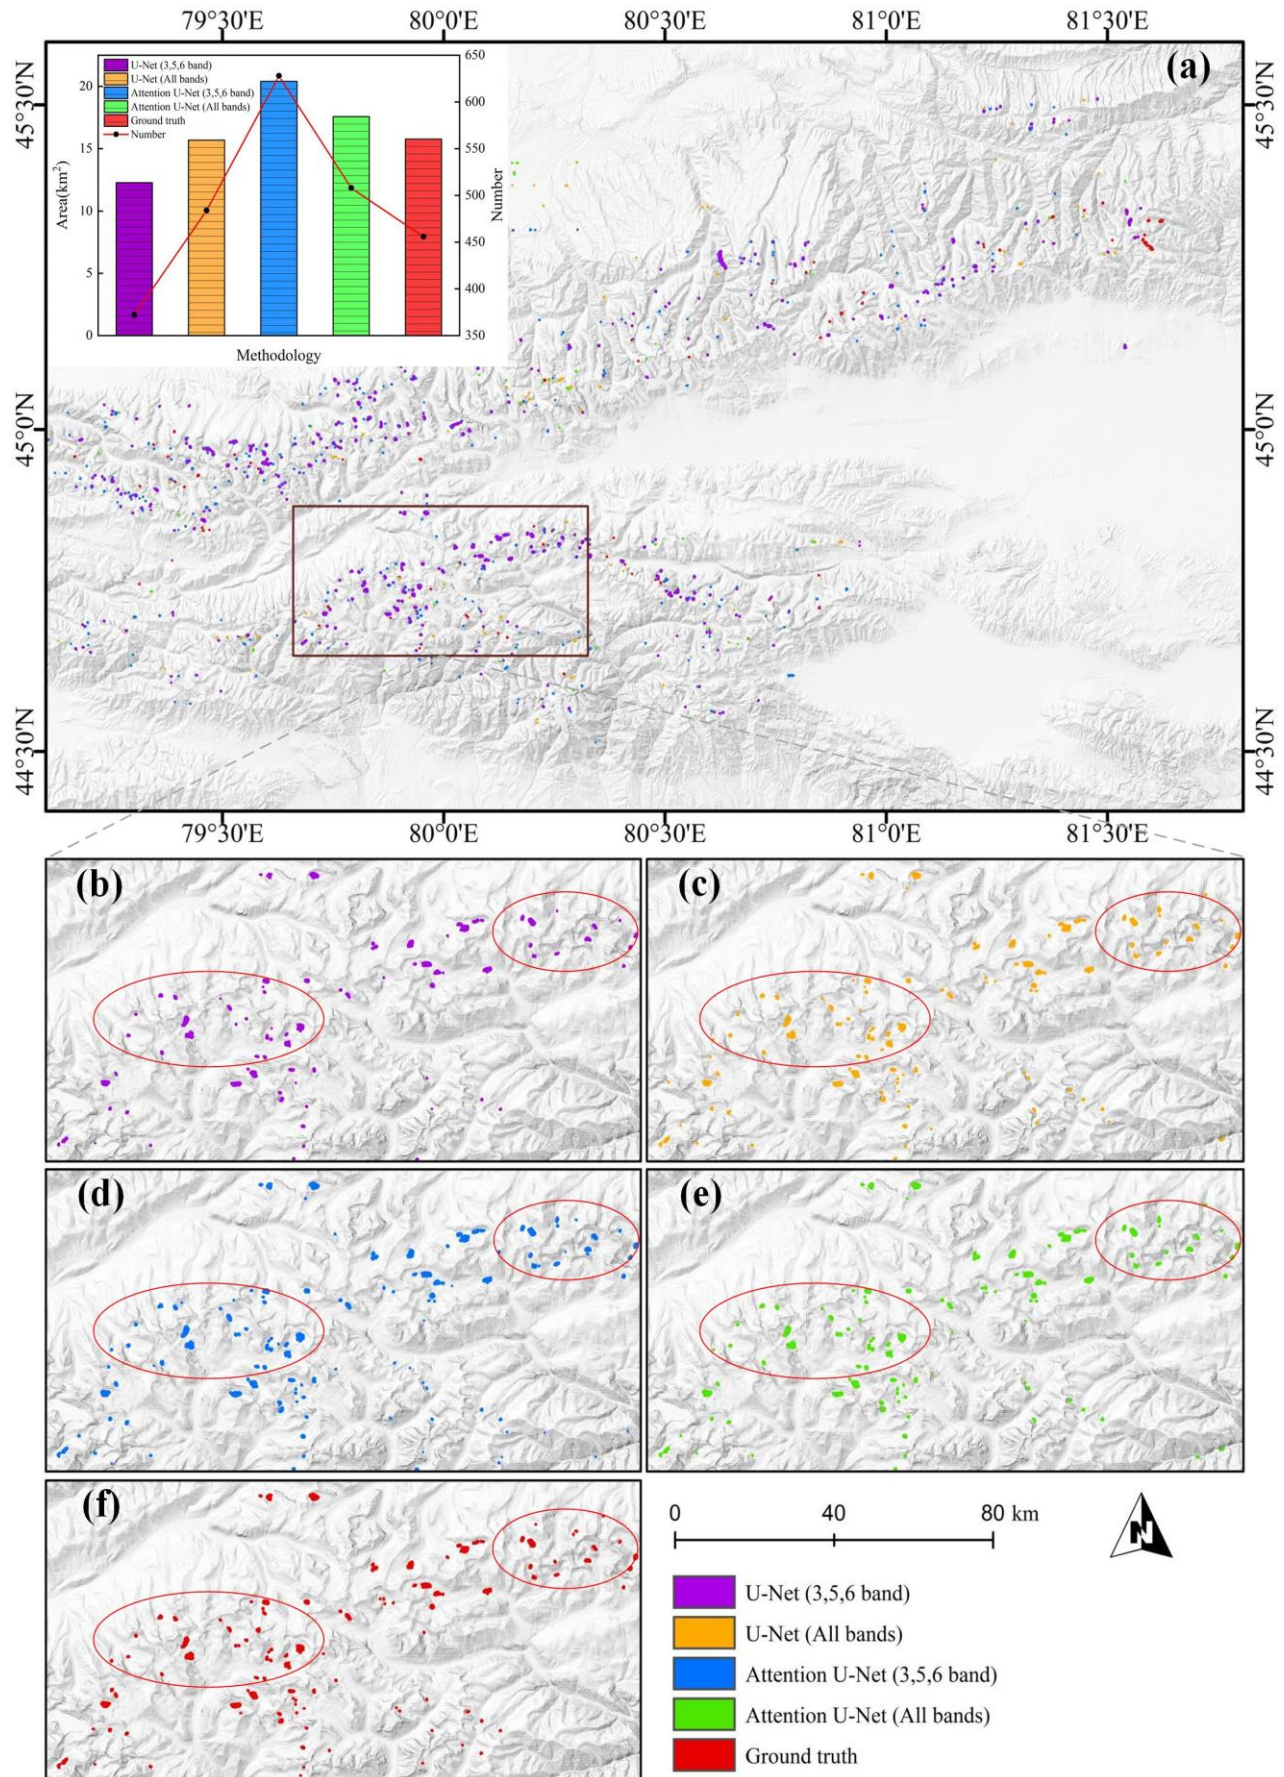 79°30'E 80°0'E 80°30'E 81°0'E 81°30'E
(a)
45°30'N
45°0'N
44°30'N
45°30'N
45°0'N
44°30'N
U-Net (3,5,6 band)
U-Net (All bands)
Attention U-Net (3,5,6 band)
Attention U-Net (All bands)
Ground truth
Number
Area(km²)
20
15
10
5
0
650
600
550
500
450
400
350
Number
Methodology
79°30'E 80°0'E 80°30'E 81°0'E 81°30'E
(b)
(c)
(d)
(e)
(f)
0 40 80 km
N
U-Net (3,5,6 band)
U-Net (All bands)
Attention U-Net (3,5,6 band)
Attention U-Net (All bands)
Ground truth